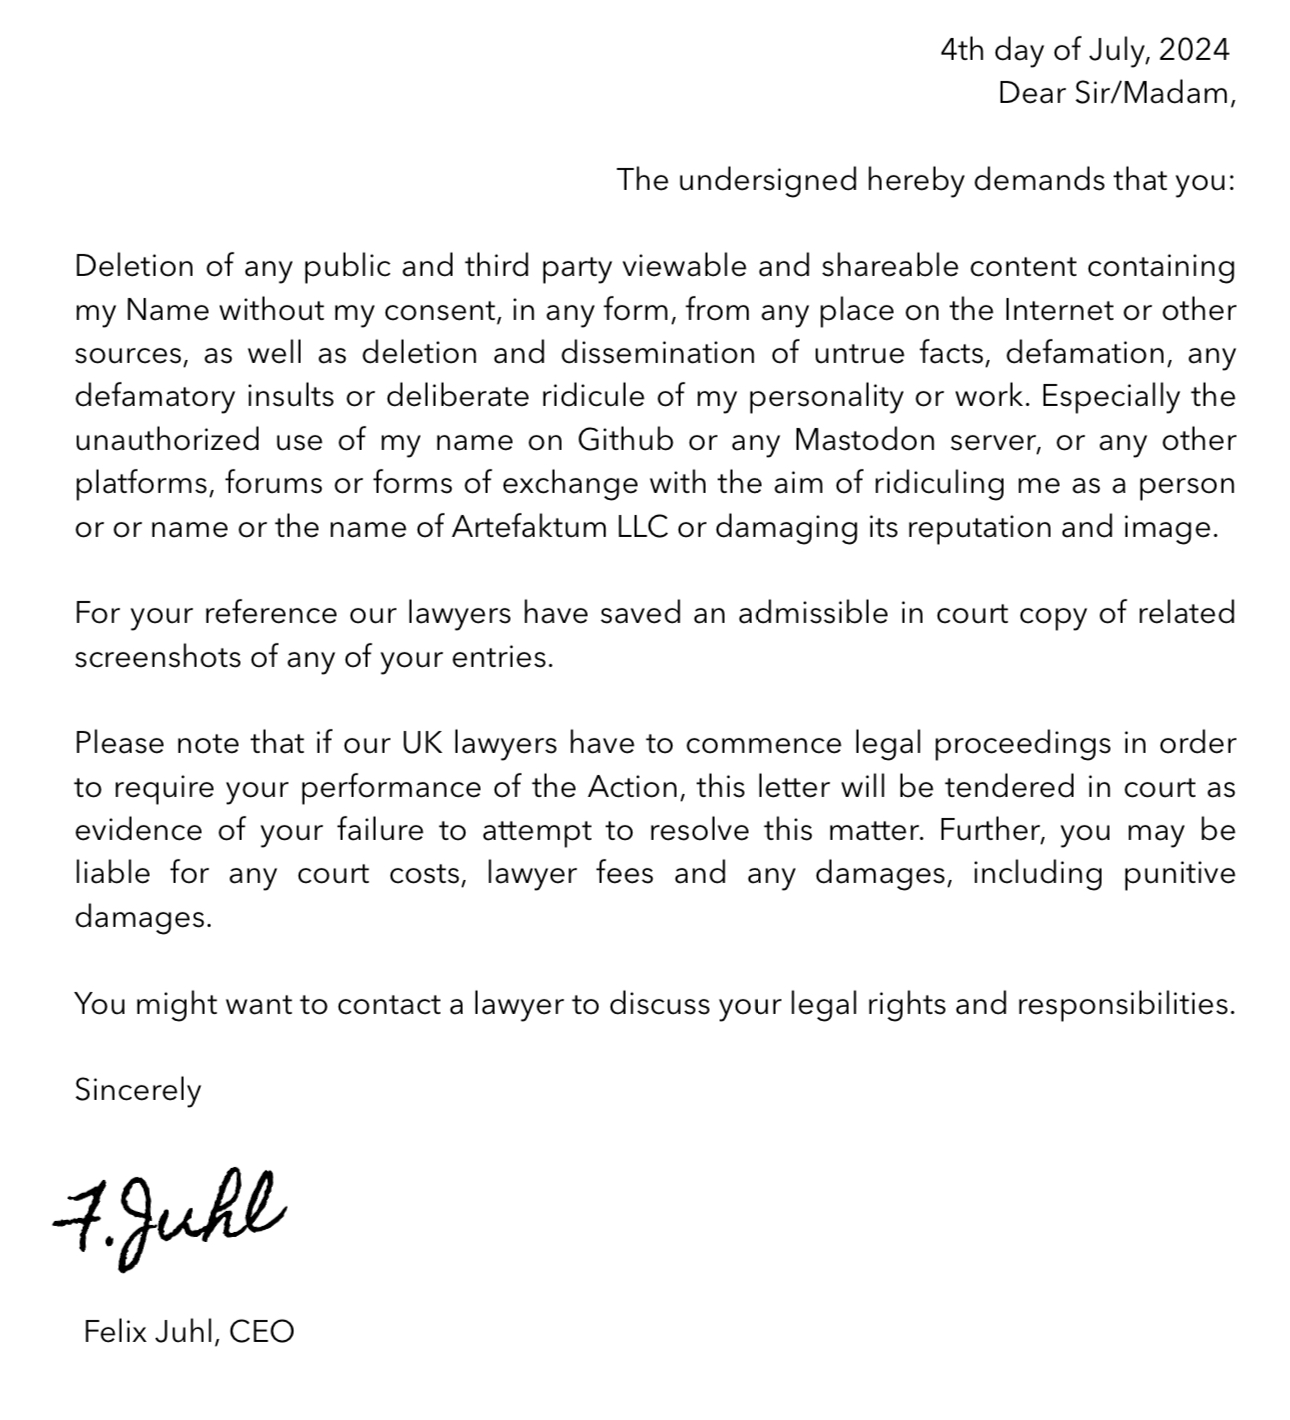 4th day of July, 2024
Dear Sir/Madam,
The undersigned hereby demands that you:
Deletion of any public and third party viewable and shareable content containing
my Name without my consent, in any form, from any place on the Internet or other
sources, as well as deletion and dissemination of untrue facts, defamation, any
defamatory insults or deliberate ridicule of my personality or work. Especially the
unauthorized use of my name on Github or any Mastodon server, or any other
platforms, forums or forms of exchange with the aim of ridiculing me as a person
or or name or the name of Artefaktum LLC or damaging its reputation and image.
For your reference our lawyers have saved an admissible in court copy of related
screenshots of any of your entries.
Please note that if our UK lawyers have to commence legal proceedings in order
to require your performance of the Action, this letter will be tendered in court as
evidence of your failure to attempt to resolve this matter. Further, you may be
liable for any court costs, lawyer fees and any damages, including punitive
damages.
You might want to contact a lawyer to discuss your legal rights and responsibilities.
Sincerely
F. Juhl
Felix Juhl, CEO